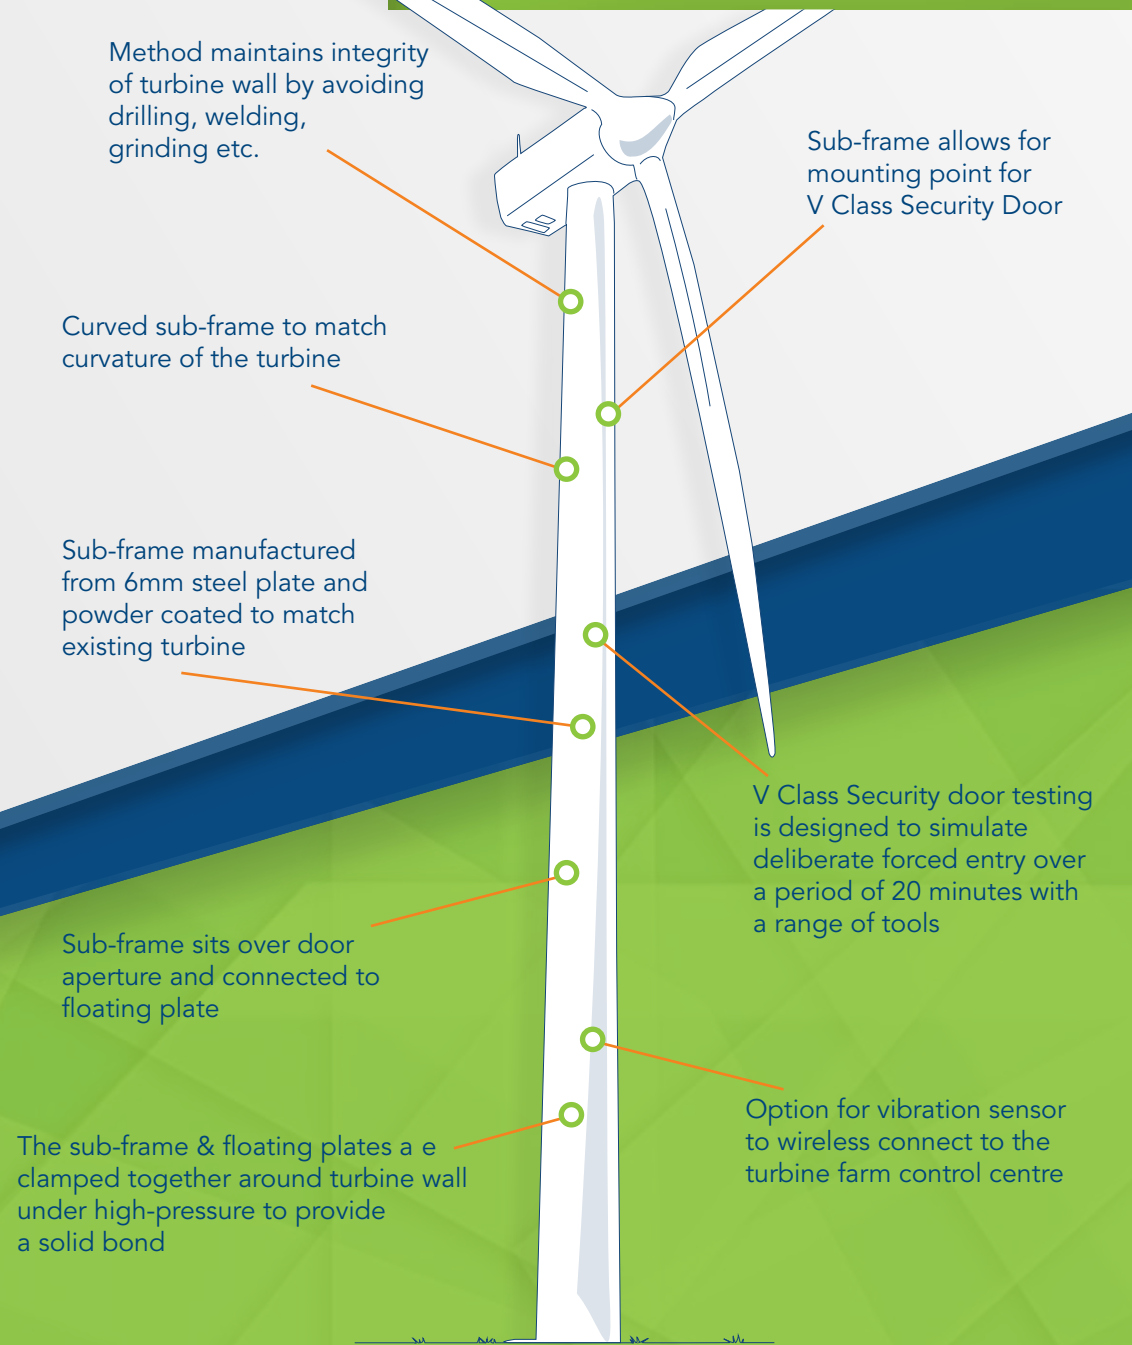 Method maintains integrity
of turbine wall by avoiding
drilling, welding,
grinding etc.
Sub-frame allows for
mounting point for
V Class Security Door
Curved sub-frame to match
curvature of the turbine
Sub-frame manufactured
from 6mm steel plate and
powder coated to match
existing turbine
V Class Security door testing
is designed to simulate
deliberate forced entry over
a period of 20 minutes with
a range of tools
Sub-frame sits over door
aperture and connected to
floating plate
Option for vibration sensor
to wireless connect to the
turbine farm control centre
The sub-frame & floating plates a e
clamped together around turbine wall
under high-pressure to provide
a solid bond